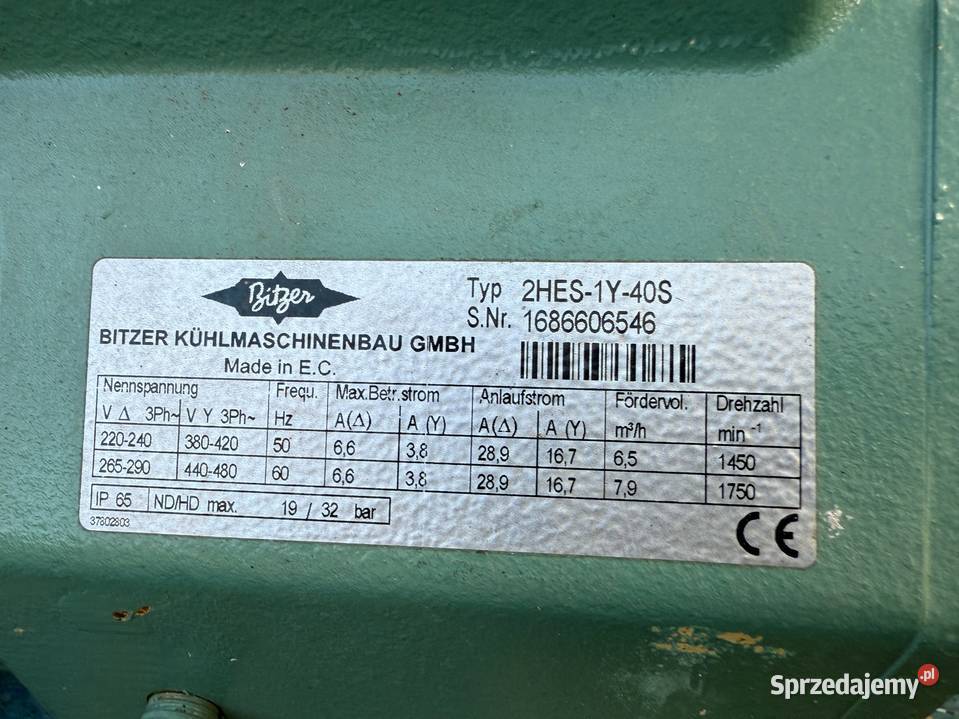 Bitzer
BITZER KÜHLMASCHINENBAU GMBH
Made in E.C.
Typ 2HES-1Y-40S
S.Nr. 1686606546
Nennspannung Frequ. Max.Betr.strom Anlaufstrom Fördervol. Drehzahl
V Δ 3Ph~ V Y 3Ph~ Hz A(Δ) A (Y) A(Δ) A (Y) m³/h min -1
220-240 380-420 50 6,6 3,8 28,9 16,7 6,5 1450
265-290 440-480 60 6,6 3,8 28,9 16,7 7,9 1750
IP 65 ND/HD max. 19 / 32 bar
37802803
CE
Sprzedajemy.pl